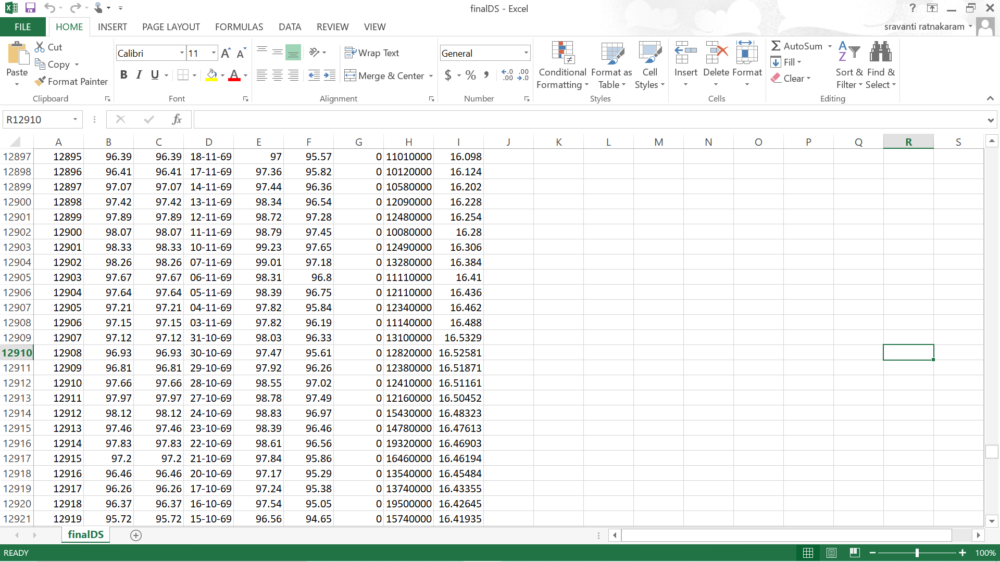 finalDS - Excel
?
FILE HOME INSERT PAGE LAYOUT FORMULAS DATA REVIEW VIEW
sravanti ratnakaram
Paste
Cut
Copy
Format Painter
Clipboard
Calibri 11 A A
B I U A
Font
Wrap Text
Merge & Center
Alignment
General
$ % , ←.0 .00 .00 →.0
Number
Conditional Formatting
Format as Table
Cell Styles
Styles
Insert
Delete
Format
Cells
AutoSum
Fill
Clear
Sort & Filter
Find & Select
Editing
R12910 fx
A B C D E F G H I J K L M N O P Q R S
12897 12895 96.39 96.39 18-11-69 97 95.57 0 11010000 16.098
12898 12896 96.41 96.41 17-11-69 97.36 95.82 0 10120000 16.124
12899 12897 97.07 97.07 14-11-69 97.44 96.36 0 10580000 16.202
12900 12898 97.42 97.42 13-11-69 98.34 96.54 0 12090000 16.228
12901 12899 97.89 97.89 12-11-69 98.72 97.28 0 12480000 16.254
12902 12900 98.07 98.07 11-11-69 98.79 97.45 0 10080000 16.28
12903 12901 98.33 98.33 10-11-69 99.23 97.65 0 12490000 16.306
12904 12902 98.26 98.26 07-11-69 99.01 97.18 0 13280000 16.384
12905 12903 97.67 97.67 06-11-69 98.31 96.8 0 11110000 16.41
12906 12904 97.64 97.64 05-11-69 98.39 96.75 0 12110000 16.436
12907 12905 97.21 97.21 04-11-69 97.82 95.84 0 12340000 16.462
12908 12906 97.15 97.15 03-11-69 97.82 96.19 0 11140000 16.488
12909 12907 97.12 97.12 31-10-69 98.03 96.33 0 13100000 16.5329
12910 12908 96.93 96.93 30-10-69 97.47 95.61 0 12820000 16.52581
12911 12909 96.81 96.81 29-10-69 97.92 96.26 0 12380000 16.51871
12912 12910 97.66 97.66 28-10-69 98.55 97.02 0 12410000 16.51161
12913 12911 97.97 97.97 27-10-69 98.78 97.49 0 12160000 16.50452
12914 12912 98.12 98.12 24-10-69 98.83 96.97 0 15430000 16.48323
12915 12913 97.46 97.46 23-10-69 98.39 96.46 0 14780000 16.47613
12916 12914 97.83 97.83 22-10-69 98.61 96.56 0 19320000 16.46903
12917 12915 97.2 97.2 21-10-69 97.84 95.86 0 16460000 16.46194
12918 12916 96.46 96.46 20-10-69 97.17 95.29 0 13540000 16.45484
12919 12917 96.26 96.26 17-10-69 97.24 95.38 0 13740000 16.43355
12920 12918 96.37 96.37 16-10-69 97.54 95.05 0 19500000 16.42645
12921 12919 95.72 95.72 15-10-69 96.56 94.65 0 15740000 16.41935
finalDS
READY 100%